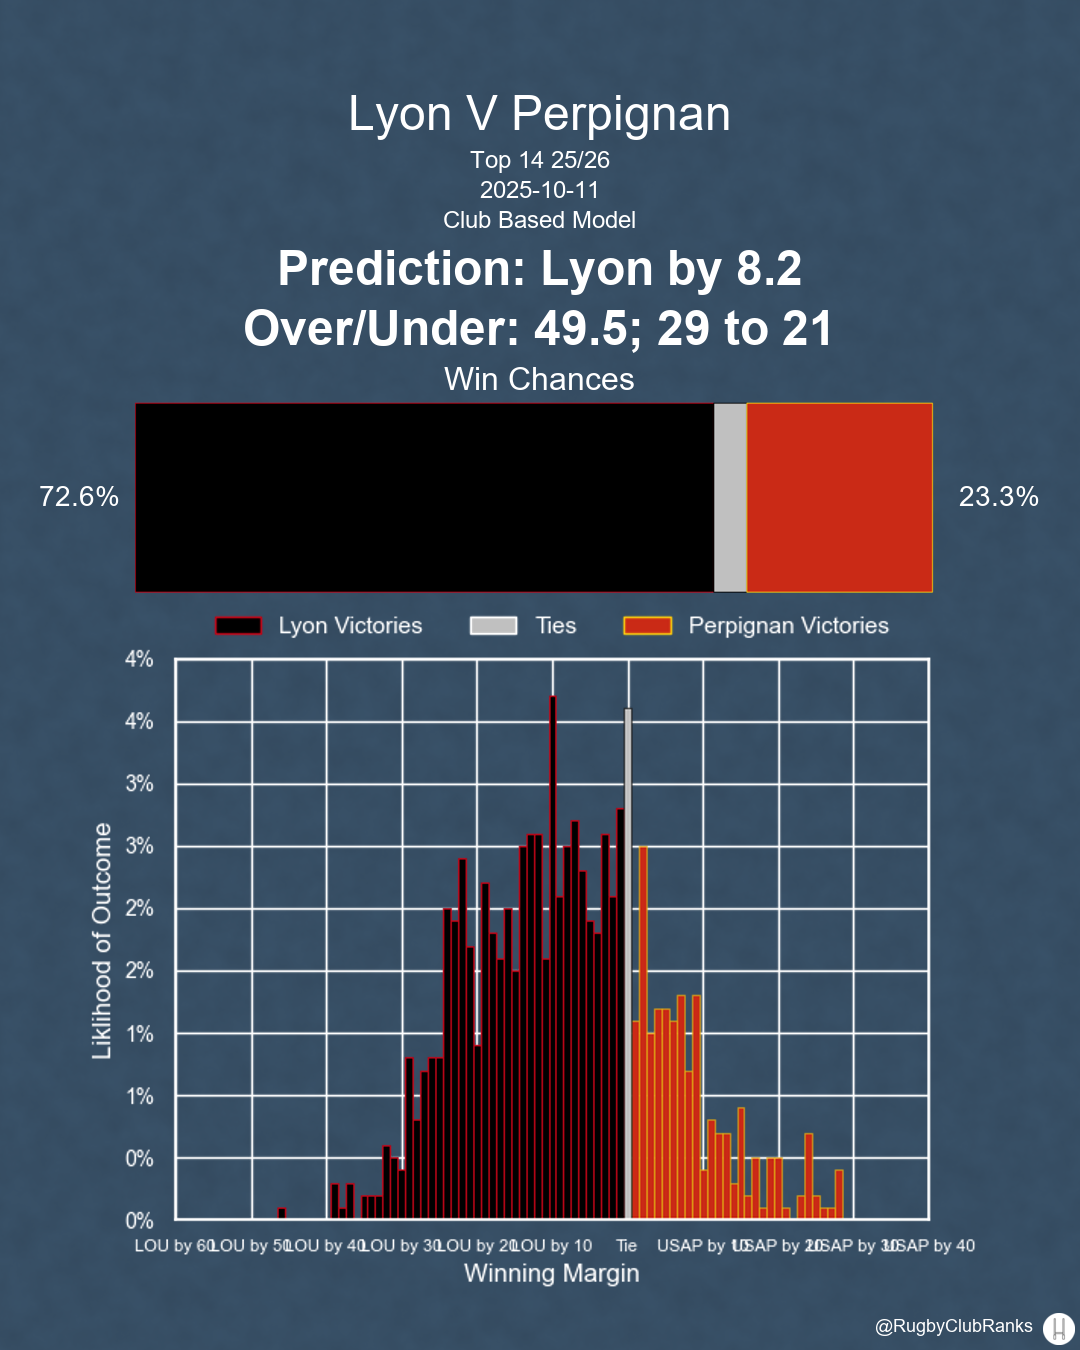 Lyon V Perpignan
Top 14 25/26
2025-10-11
Club Based Model
Prediction: Lyon by 8.2
Over/Under: 49.5; 29 to 21
Win Chances
72.6%
23.3%
Lyon Victories
Ties
Perpignan Victories
4%
4%
3%
3%
2%
2%
1%
1%
0%
0%
Liklihood of Outcome
LOU by 60
LOU by 50
LOU by 40
LOU by 30
LOU by 20
LOU by 10
Tie
USAP by 10
USAP by 20
USAP by 30
USAP by 40
Winning Margin
@RugbyClubRanks